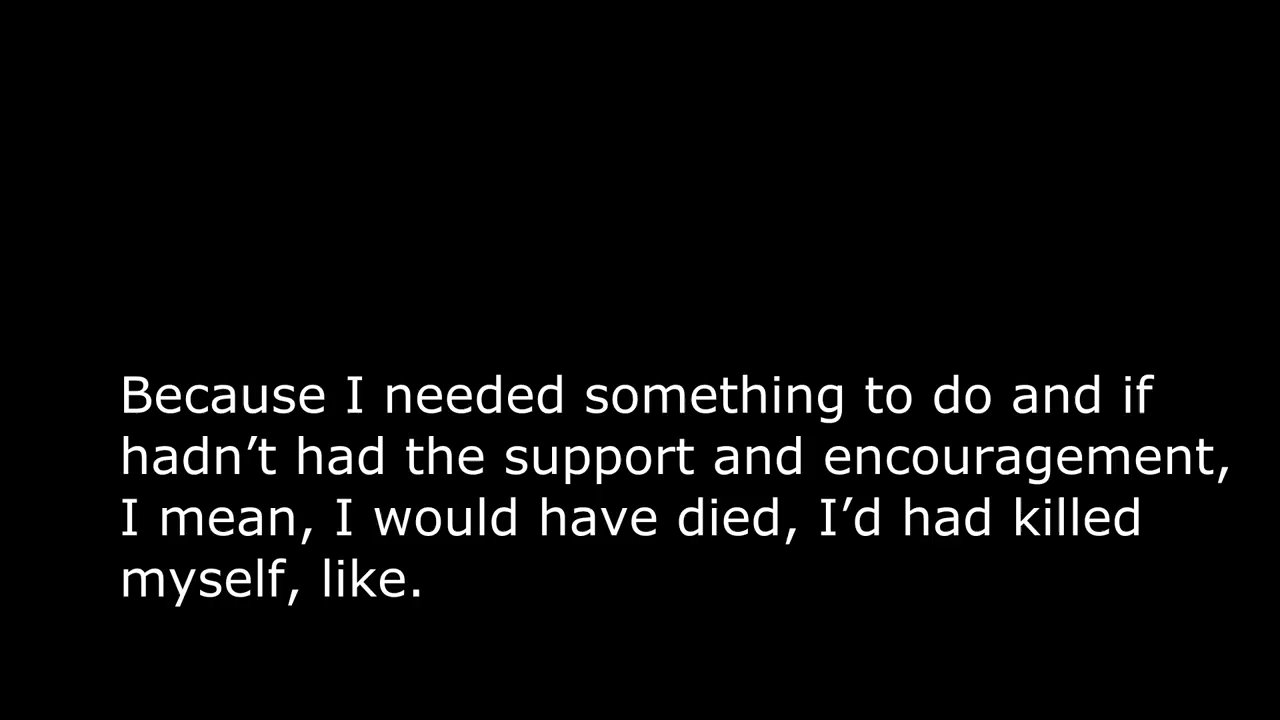 Because I needed something to do and if
hadn’t had the support and encouragement,
I mean, I would have died, I’d had killed
myself, like.